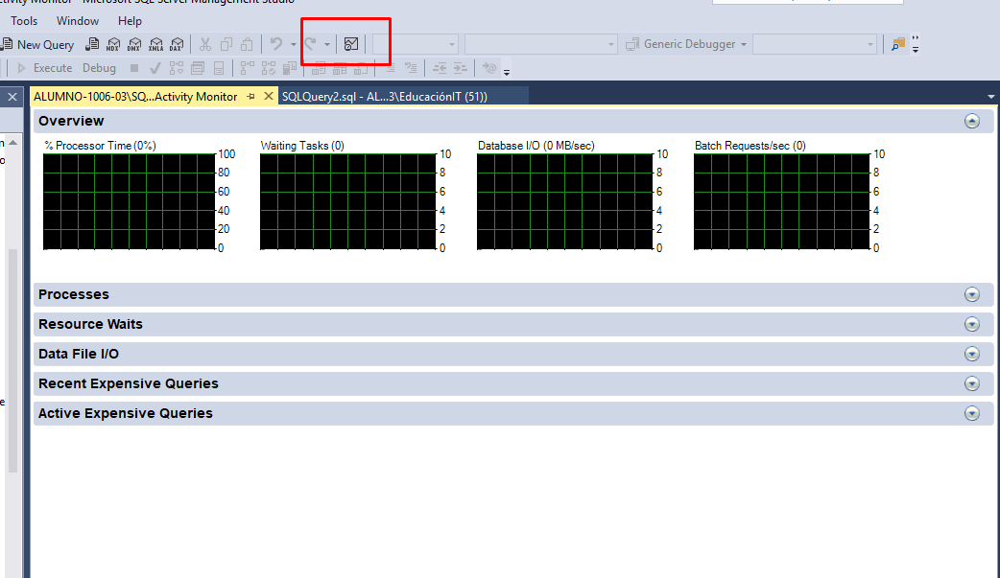 ctivity Monitor - Microsoft SQL Server Management Studio
Tools Window Help
New Query MDX DMX XMLA DAX Generic Debugger
Execute Debug
ALUMNO-1006-03\SQ...Activity Monitor SQLQuery2.sql - AL...3\EducaciónIT (51))
Overview
% Processor Time (0%) Waiting Tasks (0) Database I/O (0 MB/sec) Batch Requests/sec (0)
100 10 10 10
80 8 8 8
60 6 6 6
40 4 4 4
20 2 2 2
0 0 0 0
Processes
Resource Waits
Data File I/O
Recent Expensive Queries
Active Expensive Queries